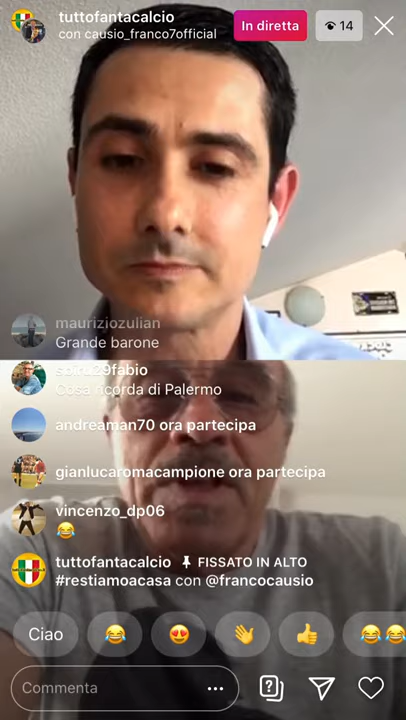 tuttofantacalcio
con causio_franco7official
In diretta
14
mauriziozulian
Grande barone
Cosa ricorda di Palermo
andreaman70 ora partecipa
gianlucaromacampione ora partecipa
vincenzo_dp06
😂
tuttofantacalcio FISSATO IN ALTO
#restiamoacasa con @francocausio
Ciao 😂 😍 👋 👍 😂😂
Commenta